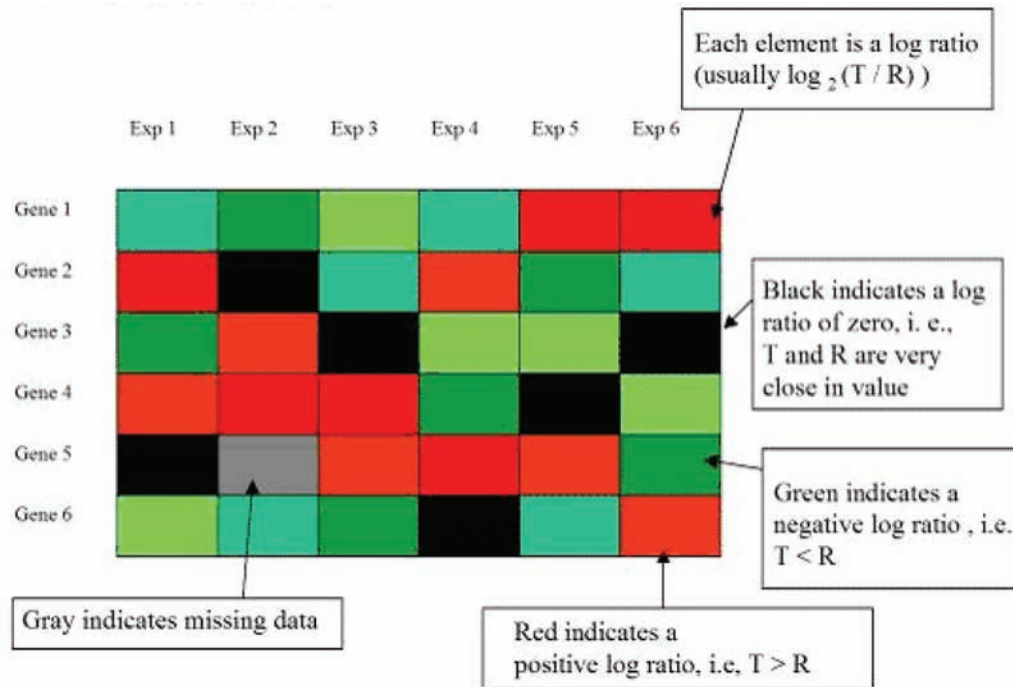 Each element is a log ratio
(usually log 2 (T / R) )
Exp 1 Exp 2 Exp 3 Exp 4 Exp 5 Exp 6
Gene 1
Gene 2
Gene 3
Gene 4
Gene 5
Gene 6
Black indicates a log
ratio of zero, i. e.,
T and R are very
close in value
Green indicates a
negative log ratio , i.e.
T < R
Gray indicates missing data
Red indicates a
positive log ratio, i.e, T > R